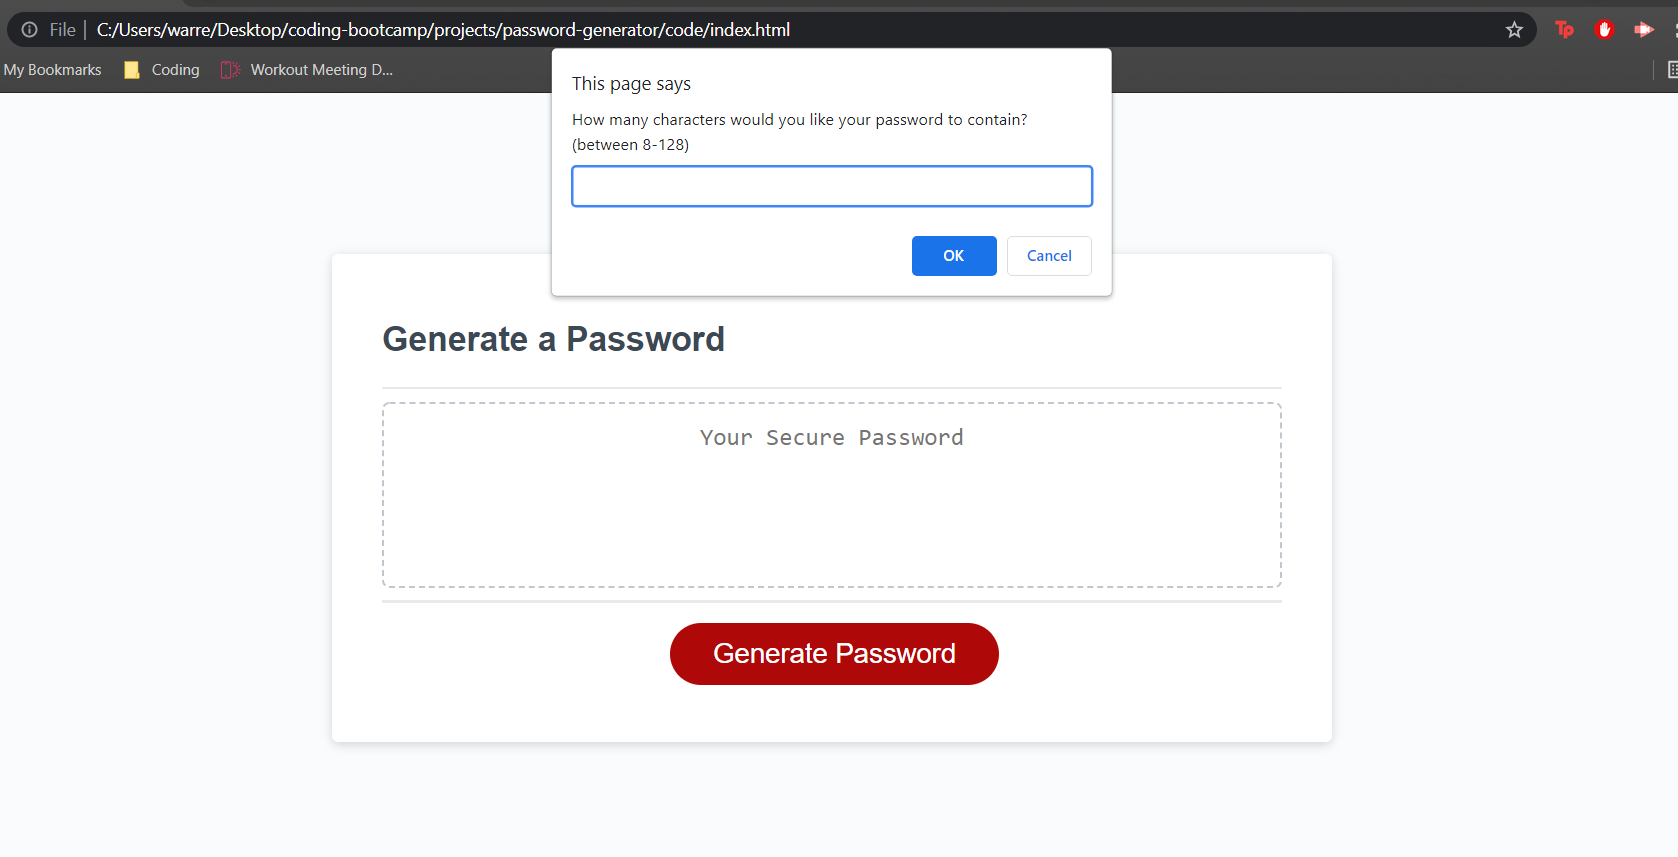 File | C:/Users/warre/Desktop/coding-bootcamp/projects/password-generator/code/index.html
Tp
My Bookmarks Coding Workout Meeting D...
This page says
How many characters would you like your password to contain?
(between 8-128)
OK Cancel
Generate a Password
Your Secure Password
Generate Password